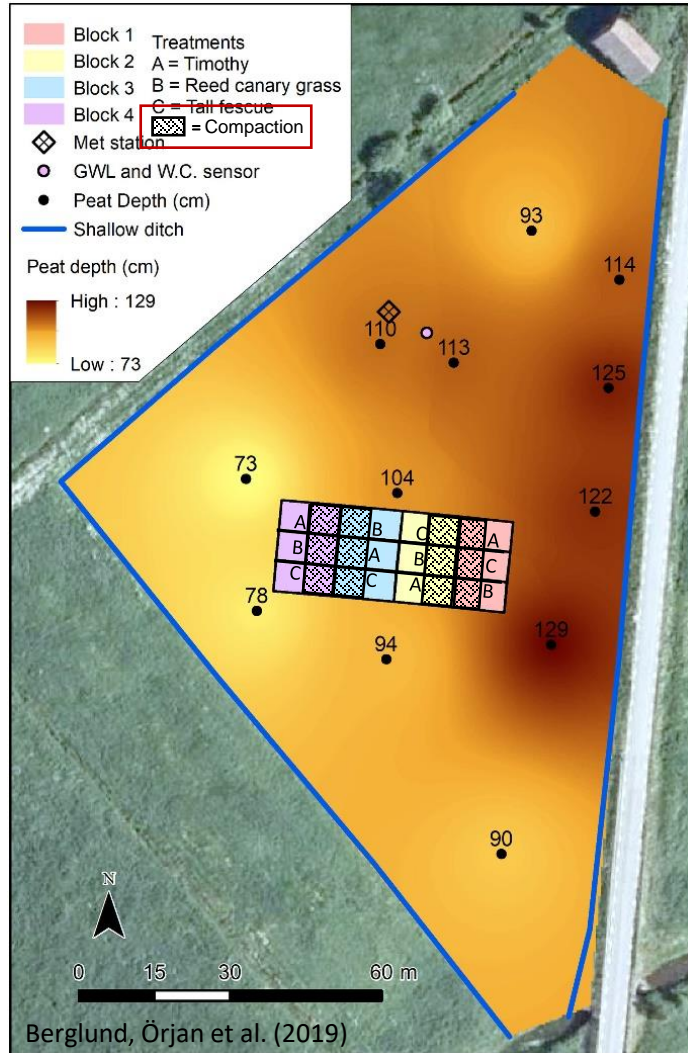 Block 1
Block 2
Block 3
Block 4
Treatments
A = Timothy
B = Reed canary grass
C = Tall fescue
= Compaction
Met station
GWL and W.C. sensor
Peat Depth (cm)
Shallow ditch
Peat depth (cm)
High : 129
Low : 73
93
114
110
113
125
73
104
122
A B C A
B A B C
C C A B
78
129
94
90
N
0 15 30 60 m
Berglund, Örjan et al. (2019)